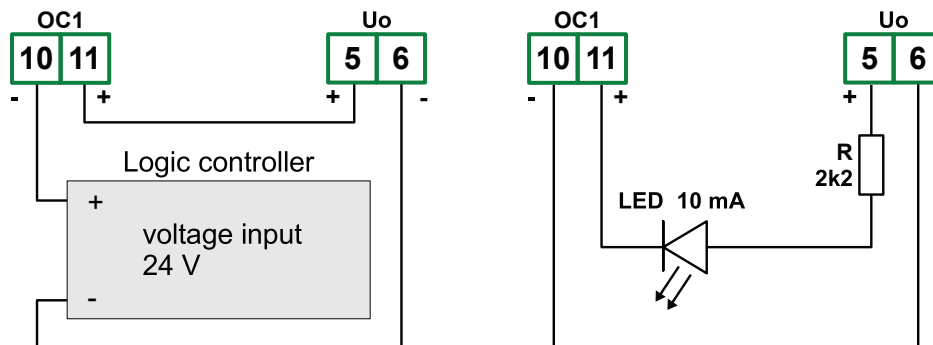 OC1 Uo
10 11 5 6
- + + -
Logic controller
+
voltage input
24 V
-
OC1 Uo
10 11 5 6
- + + -
R
2k2
LED 10 mA